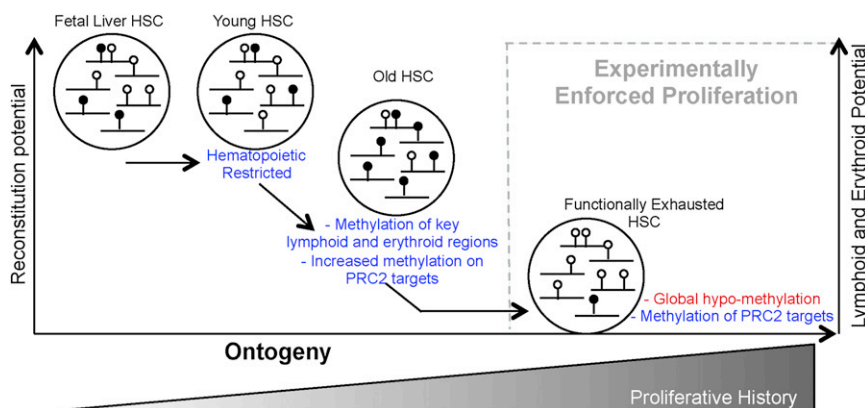 Fetal Liver HSC
Young HSC
Old HSC
Experimentally
Enforced Proliferation
Reconstitution potential
Lymphoid and Erythroid Potential
Hematopoietic
Restricted
- Methylation of key
lymphoid and erythroid regions
- Increased methylation on
PRC2 targets
Functionally Exhausted
HSC
- Global hypo-methylation
- Methylation of PRC2 targets
Ontogeny
Proliferative History